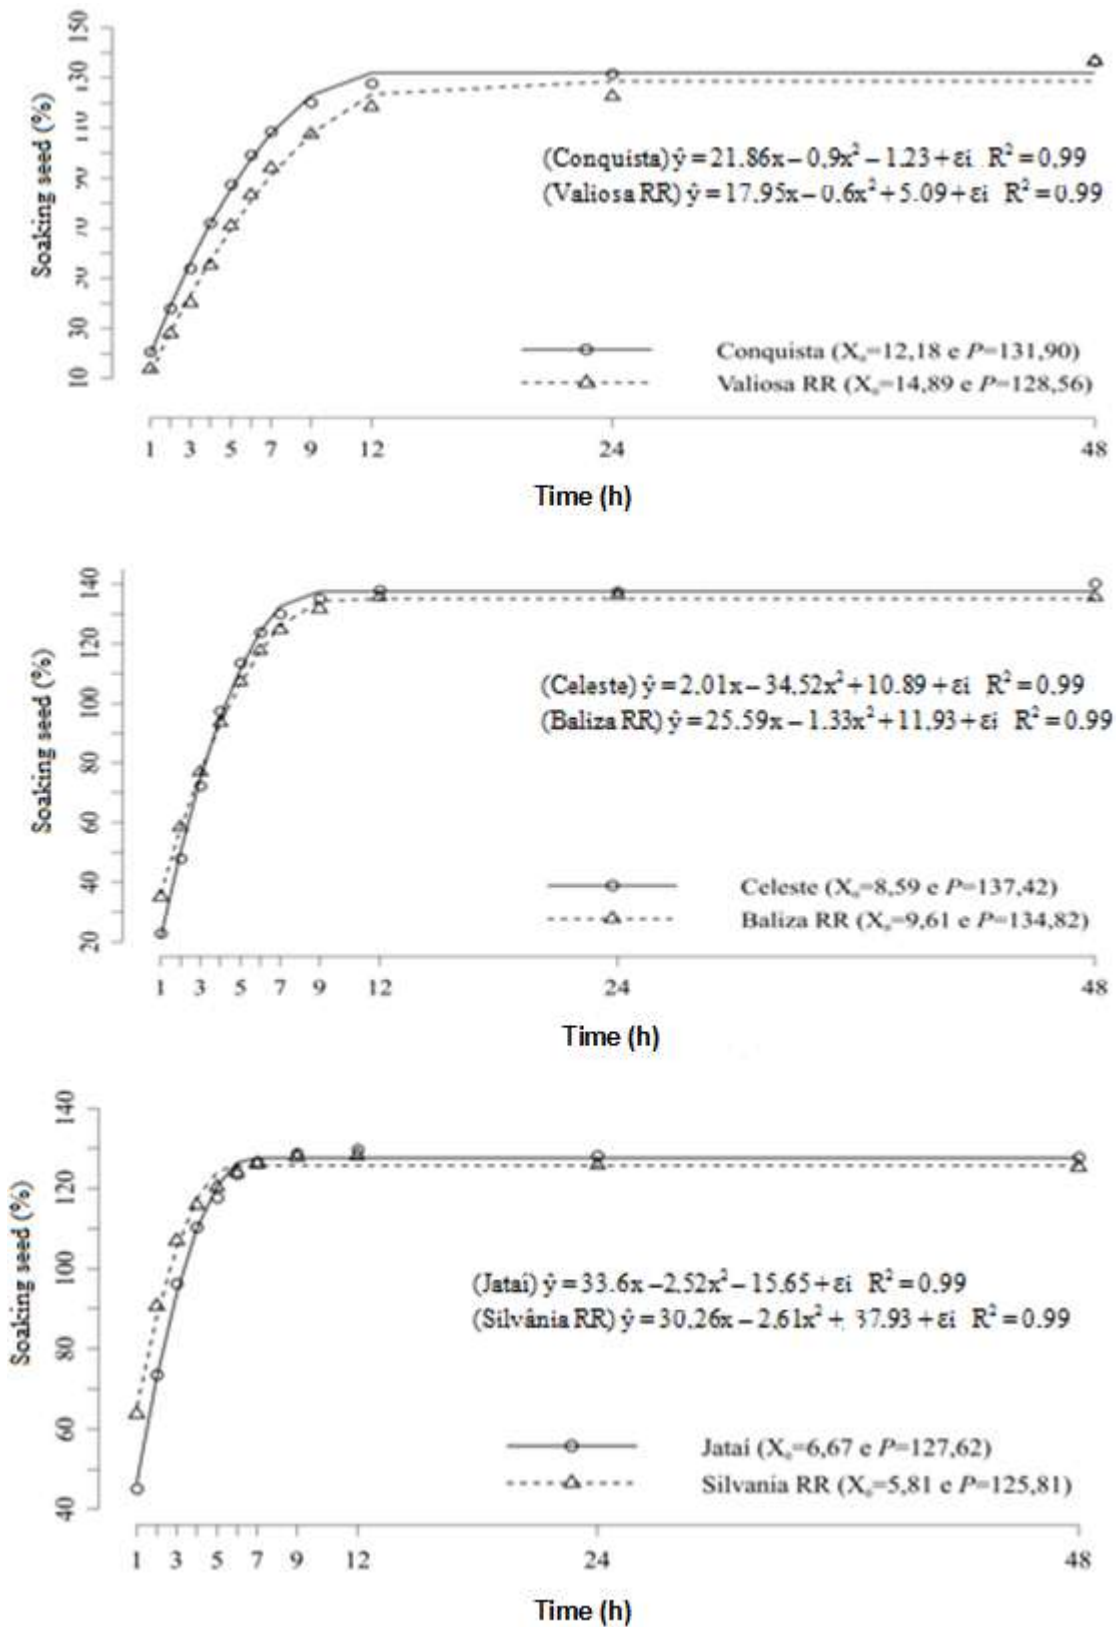 Soaking seed (%)
150
130
110
90
70
50
30
10
(Conquista) ŷ = 21.86x – 0.9x² – 1.23 + εi R² = 0.99
(Valiosa RR) ŷ = 17.95x – 0.6x² + 5.09 + εi R² = 0.99
Conquista (Xₒ=12,18 e P=131,90)
Valiosa RR (Xₒ=14,89 e P=128,56)
1 3 5 7 9 12 24 48
Time (h)
Soaking seed (%)
140
120
100
80
60
40
20
(Celeste) ŷ = 2.01x – 34.52x² + 10.89 + εi R² = 0.99
(Baliza RR) ŷ = 25.59x – 1.33x² + 11.93 + εi R² = 0.99
Celeste (Xₒ=8,59 e P=137,42)
Baliza RR (Xₒ=9,61 e P=134,82)
1 3 5 7 9 12 24 48
Time (h)
Soaking seed (%)
140
120
100
80
60
40
(Jataí) ŷ = 33.6x – 2.52x² – 15.65 + εi R² = 0.99
(Silvânia RR) ŷ = 30,26x – 2.61x² + 37.93 + εi R² = 0.99
Jataí (Xₒ=6,67 e P=127,62)
Silvania RR (Xₒ=5,81 e P=125,81)
1 3 5 7 9 12 24 48
Time (h)